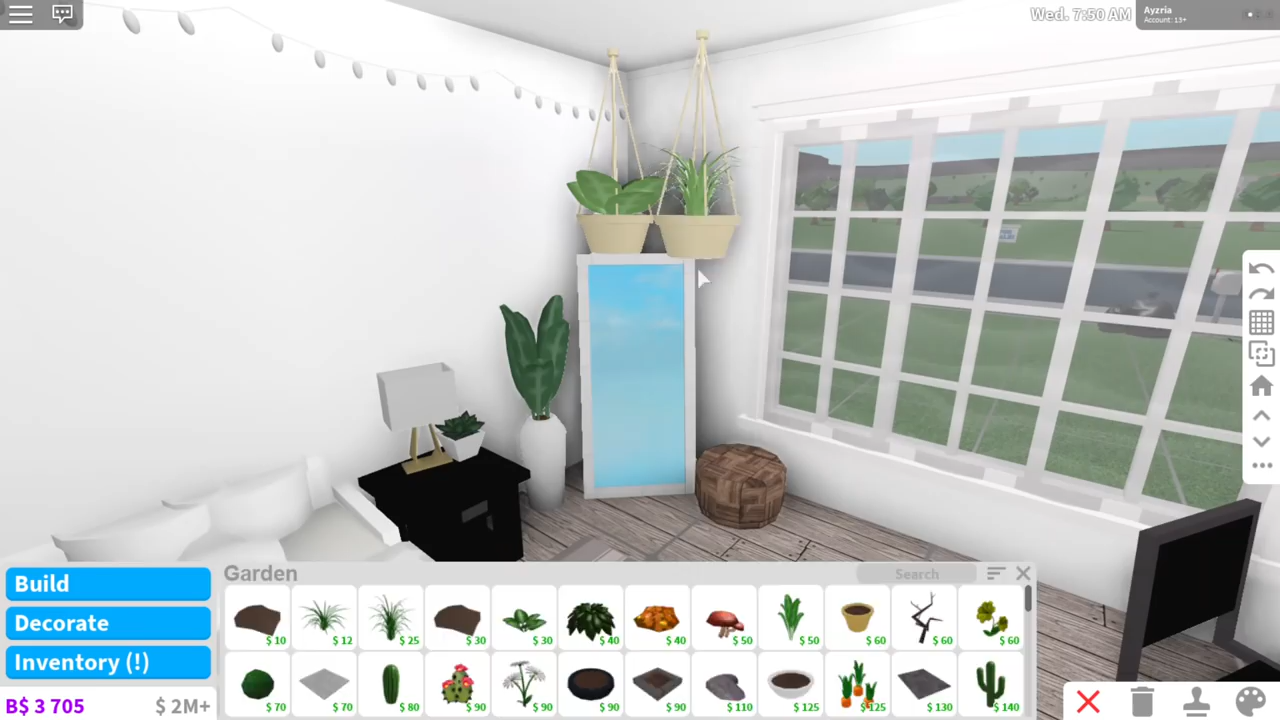 Wed. 7:50 AM
Ayzria
Account: 13+
Build
Decorate
Inventory (!)
B$ 3 705
$ 2M+
Garden
Search
$ 10
$ 12
$ 25
$ 30
$ 30
$ 40
$ 40
$ 50
$ 50
$ 60
$ 60
$ 60
$ 70
$ 70
$ 80
$ 90
$ 90
$ 90
$ 90
$ 110
$ 125
$ 125
$ 130
$ 140